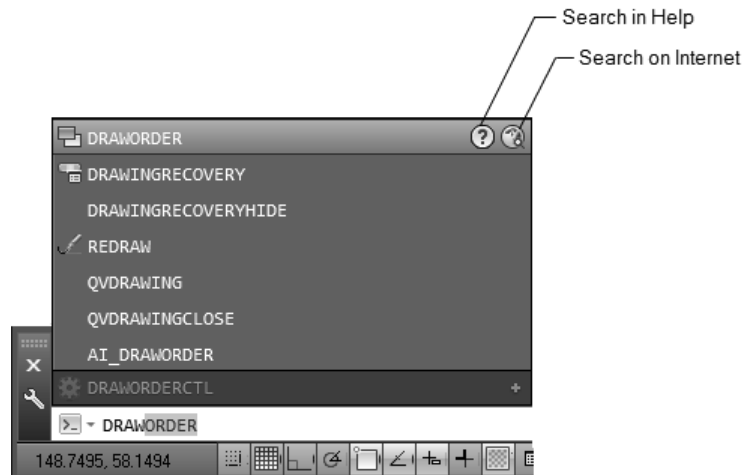 Search in Help
Search on Internet
DRAWORDER
DRAWINGRECOVERY
DRAWINGRECOVERYHIDE
REDRAW
QVDRAWING
QVDRAWINGCLOSE
AI_DRAWORDER
DRAWORDERCTL +
DRAWORDER
148.7495, 58.1494